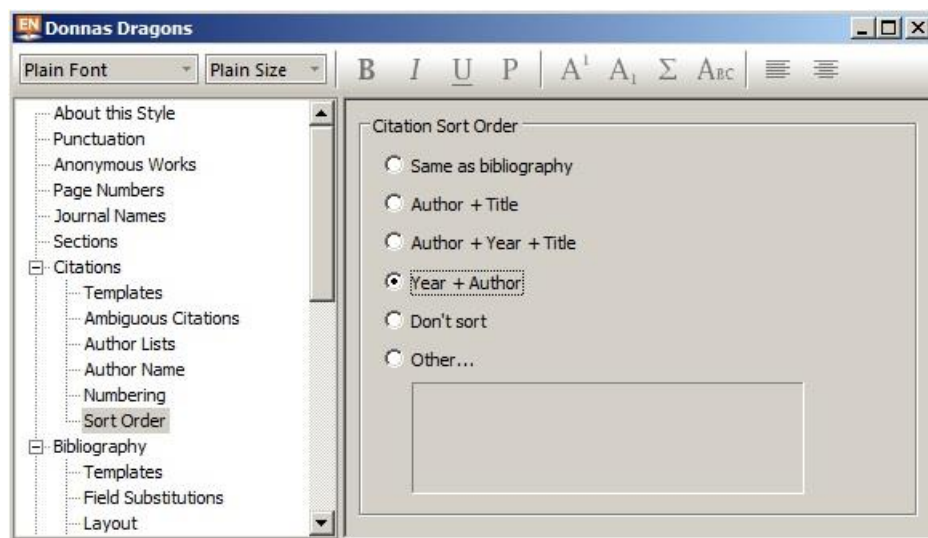 EN Donnas Dragons
Plain Font Plain Size B I U P A¹ A₁ Σ ABC
About this Style
Punctuation
Anonymous Works
Page Numbers
Journal Names
Sections
Citations
Templates
Ambiguous Citations
Author Lists
Author Name
Numbering
Sort Order
Bibliography
Templates
Field Substitutions
Layout
Citation Sort Order
Same as bibliography
Author + Title
Author + Year + Title
Year + Author
Don't sort
Other...